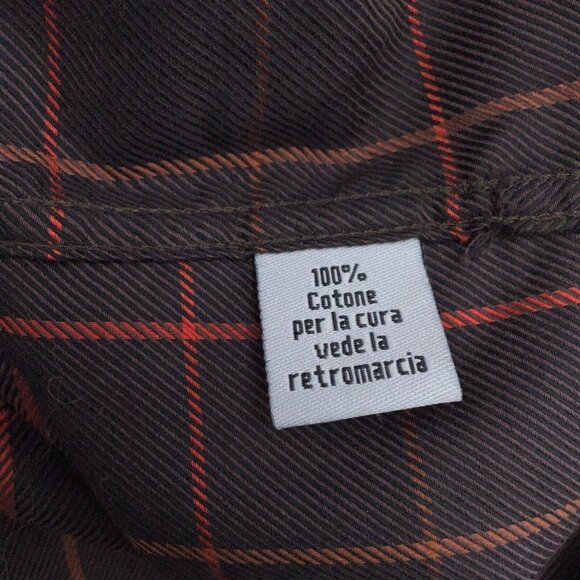 100%
Cotone
per la cura
vede la
retromarcia